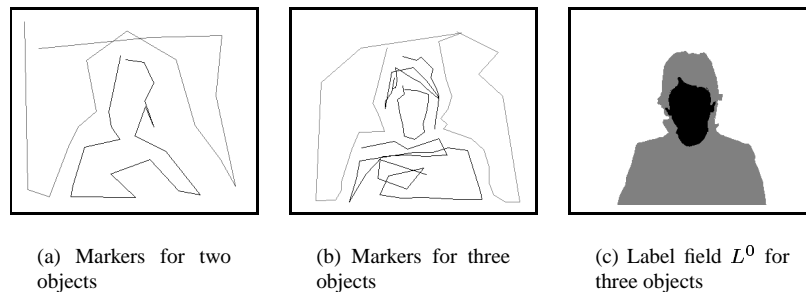 (a) Markers for two
objects
(b) Markers for three
objects
(c) Label field L⁰ for
three objects